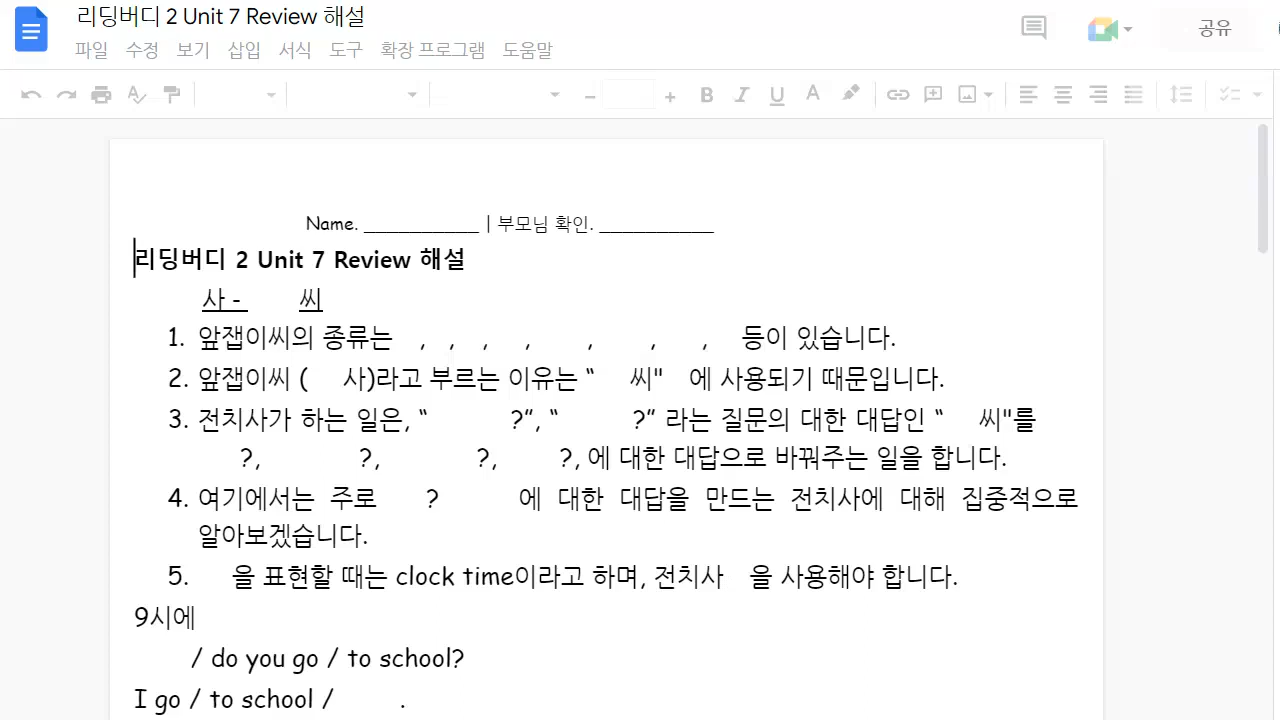 리딩버디 2 Unit 7 Review 해설
파일 수정 보기 삽입 서식 도구 확장 프로그램 도움말
공유
Name. __________ | 부모님 확인. __________
리딩버디 2 Unit 7 Review 해설
사 - 씨
1. 앞잽이씨의 종류는 , , , , , , , 등이 있습니다.
2. 앞잽이씨 ( 사)라고 부르는 이유는 “ 씨" 에 사용되기 때문입니다.
3. 전치사가 하는 일은, “ ?”, “ ?” 라는 질문의 대한 대답인 “ 씨"를
?, ?, ?, ?, 에 대한 대답으로 바꿔주는 일을 합니다.
4. 여기에서는 주로 ? 에 대한 대답을 만드는 전치사에 대해 집중적으로
알아보겠습니다.
5. 을 표현할 때는 clock time이라고 하며, 전치사 을 사용해야 합니다.
9시에
/ do you go / to school?
I go / to school / .